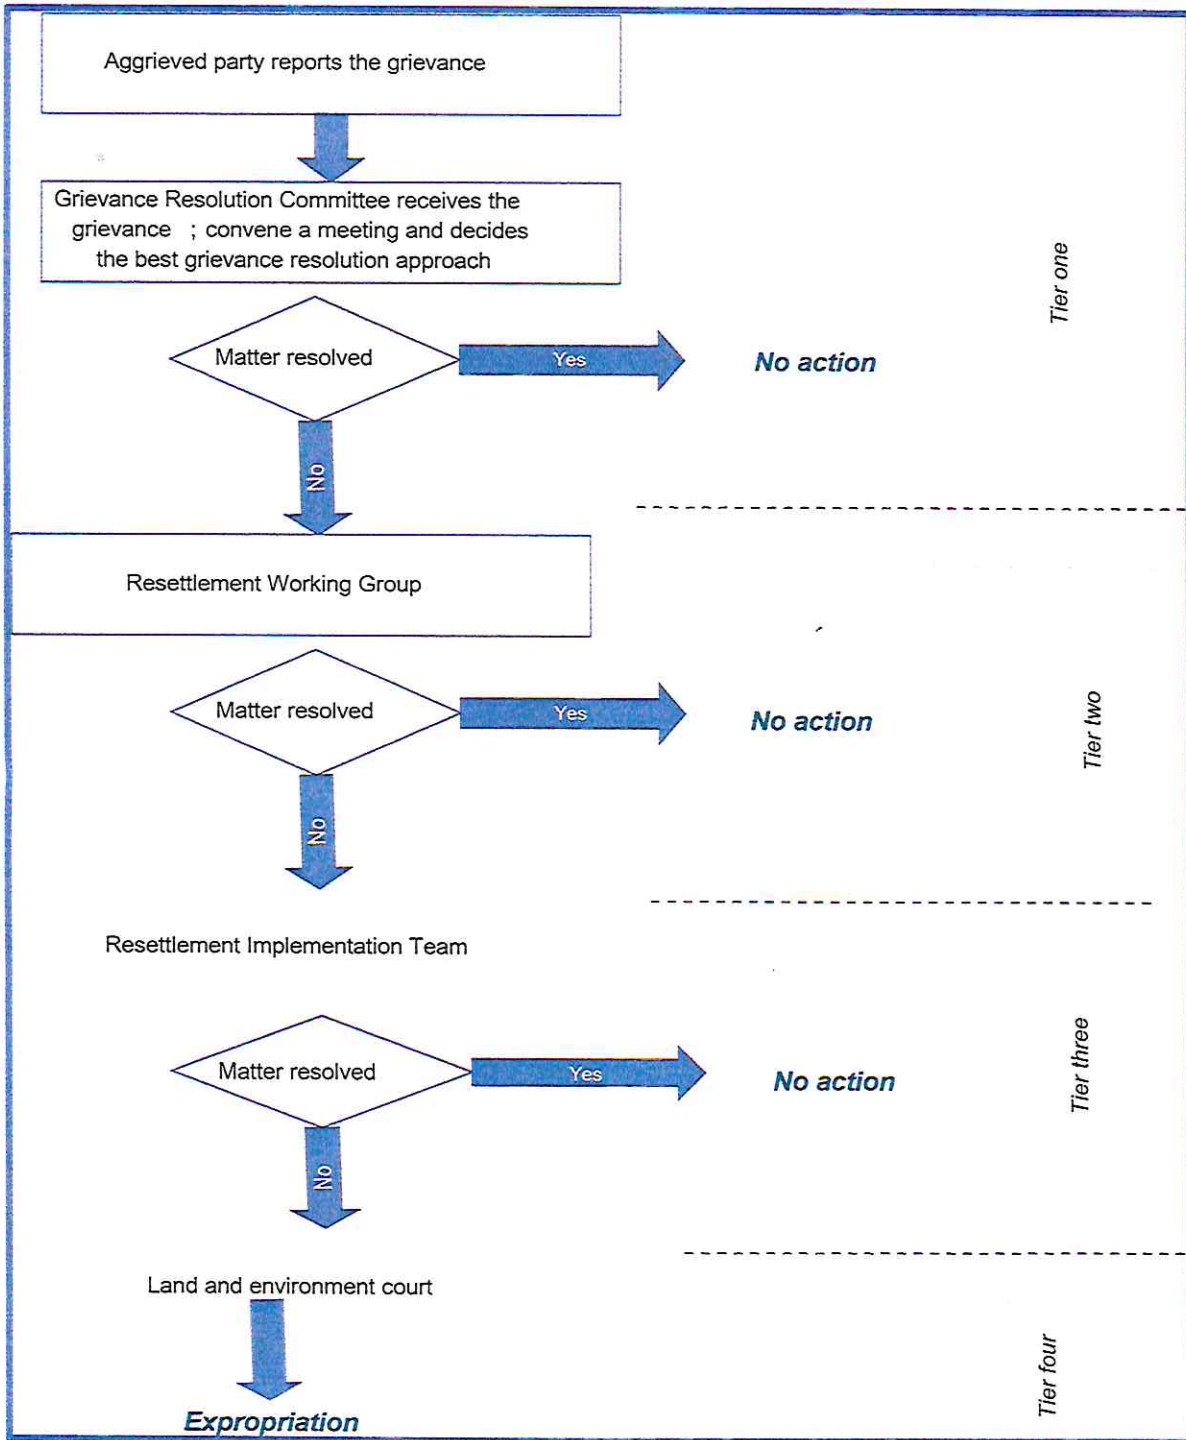 Aggrieved party reports the grievance
Grievance Resolution Committee receives the
grievance ; convene a meeting and decides
the best grievance resolution approach
Tier one
Matter resolved
Yes
No action
No
Resettlement Working Group
Matter resolved
Yes
No action
Tier two
No
Resettlement Implementation Team
Matter resolved
Yes
No action
Tier three
No
Land and environment court
Tier four
Expropriation